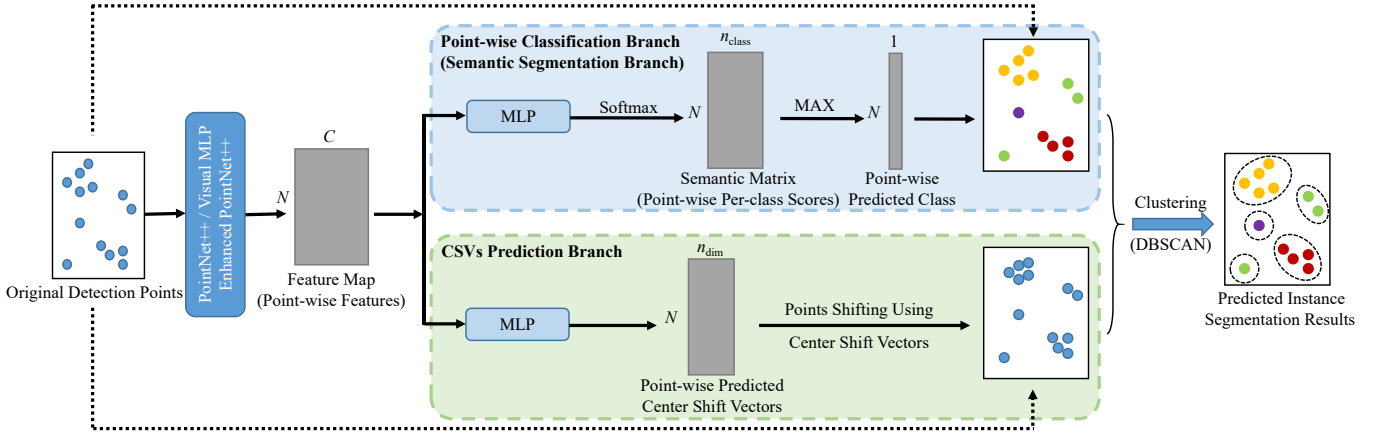 Original Detection Points
PointNet++ / Visual MLP
Enhanced PointNet++
C
N
Feature Map
(Point-wise Features)
Point-wise Classification Branch
(Semantic Segmentation Branch)
MLP
Softmax
n_class
N
Semantic Matrix
(Point-wise Per-class Scores)
MAX
1
N
Point-wise
Predicted Class
CSVs Prediction Branch
MLP
n_dim
N
Point-wise Predicted
Center Shift Vectors
Points Shifting Using
Center Shift Vectors
Clustering
(DBSCAN)
Predicted Instance
Segmentation Results